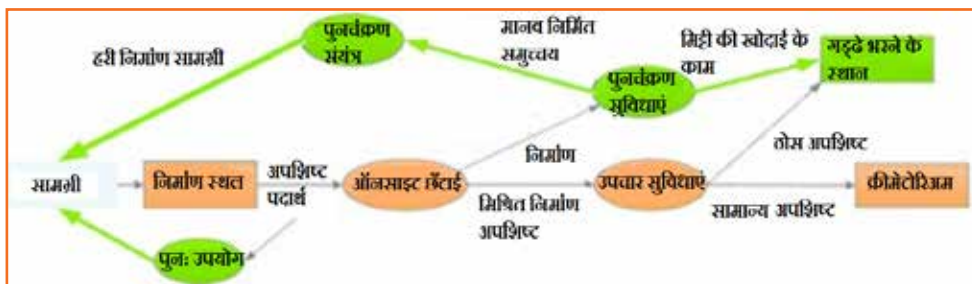 पुनर्चक्रण
संयंत्र
मानव निर्मित
समुच्चय
मिट्टी की खोदाई के
काम
गड्ढे भरने के
स्थान
हरी निर्माण सामग्री
पुनर्चक्रण
सुविधाएं
ठोस अपशिष्ट
निर्माण
सामग्री
निर्माण स्थल
अपशिष्ट
पदार्थ
ऑनसाइट छँटाई
मिश्रित निर्माण
अपशिष्ट
उपचार सुविधाएं
सामान्य अपशिष्ट
क्रीमेटोरिअम
पुनः उपयोग